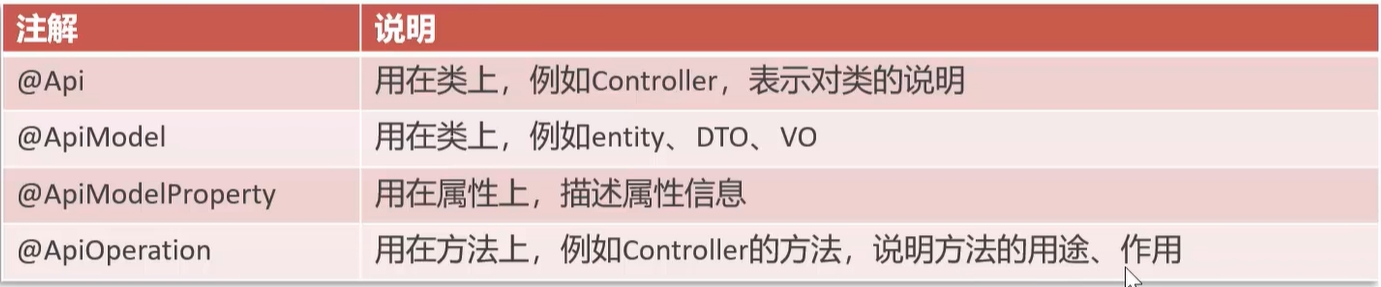 注解 说明
@Api 用在类上，例如Controller，表示对类的说明
@ApiModel 用在类上，例如entity、DTO、VO
@ApiModelProperty 用在属性上，描述属性信息
@ApiOperation 用在方法上，例如Controller的方法，说明方法的用途、作用